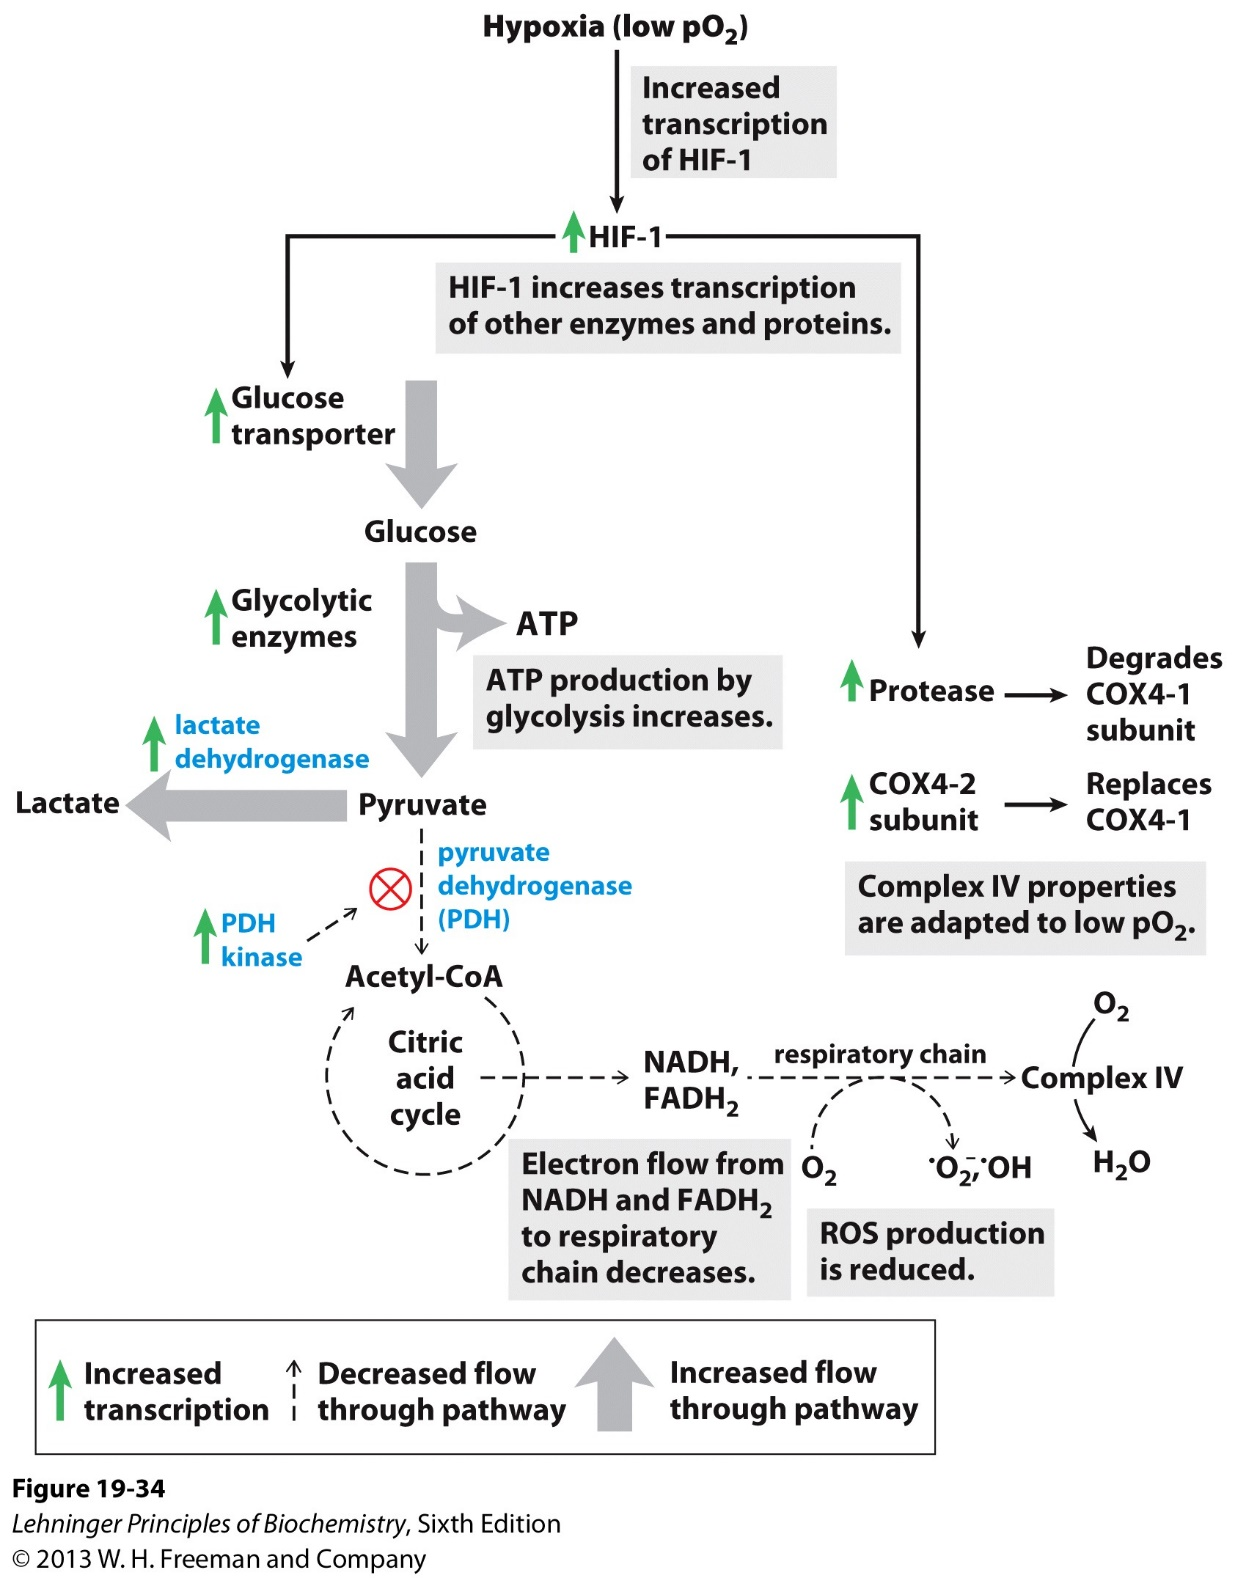 Hypoxia (low pO₂)
Increased
transcription
of HIF-1
HIF-1
HIF-1 increases transcription
of other enzymes and proteins.
Glucose
transporter
Glucose
Glycolytic
enzymes
ATP
ATP production by
glycolysis increases.
lactate
dehydrogenase
Lactate
Pyruvate
pyruvate
dehydrogenase
(PDH)
PDH
kinase
Acetyl-CoA
Citric
acid
cycle
Protease
Degrades
COX4-1
subunit
COX4-2
subunit
Replaces
COX4-1
Complex IV properties
are adapted to low pO₂.
NADH,
FADH₂
respiratory chain
O₂
Complex IV
H₂O
O₂
•O₂⁻, •OH
Electron flow from
NADH and FADH₂
to respiratory
chain decreases.
ROS production
is reduced.
Increased
transcription
Decreased flow
through pathway
Increased flow
through pathway
Figure 19-34
Lehninger Principles of Biochemistry, Sixth Edition
© 2013 W. H. Freeman and Company